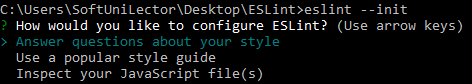 C:\Users\SoftUniLector\Desktop\ESLint>eslint --init
? How would you like to configure ESLint? (Use arrow keys)
> Answer questions about your style
Use a popular style guide
Inspect your JavaScript file(s)